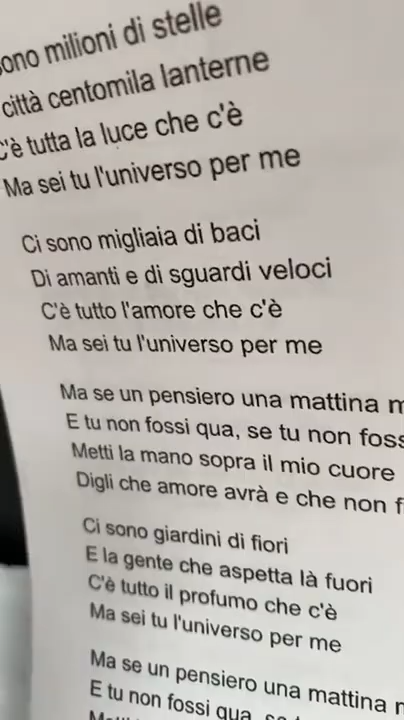 sono milioni di stelle
città centomila lanterne
C'è tutta la luce che c'è
Ma sei tu l'universo per me
Ci sono migliaia di baci
Di amanti e di sguardi veloci
C'è tutto l'amore che c'è
Ma sei tu l'universo per me
Ma se un pensiero una mattina
E tu non fossi qua, se tu non
Metti la mano sopra il mio cuore
Digli che amore avrà e che non
Ci sono giardini di fiori
E la gente che aspetta là fuori
C'è tutto il profumo che c'è
Ma sei tu l'universo per me
Ma se un pensiero una mattina
E tu non fossi qua, se